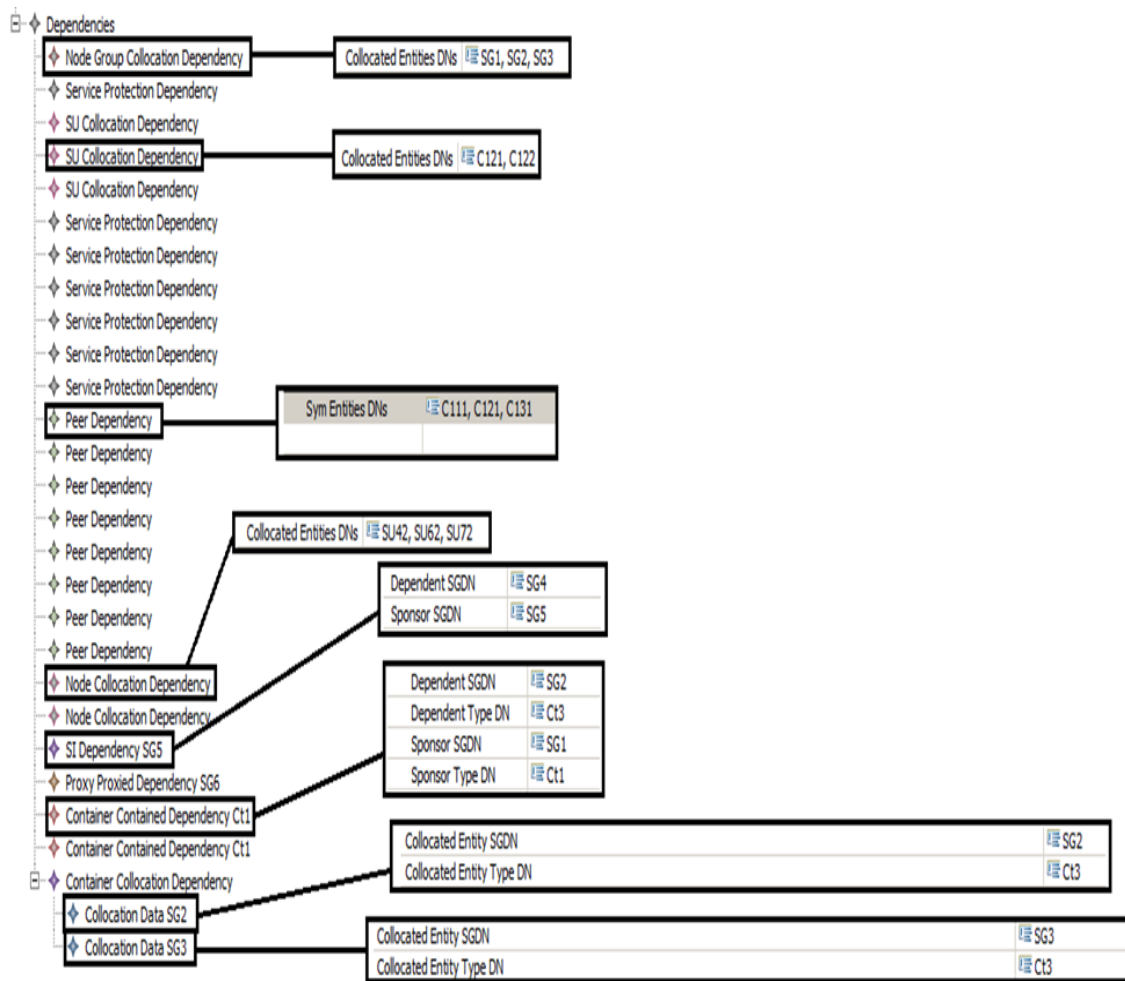 Dependencies
Node Group Collocation Dependency
Collocated Entities DNs SG1, SG2, SG3
Service Protection Dependency
SU Collocation Dependency
SU Collocation Dependency
Collocated Entities DNs C121, C122
SU Collocation Dependency
Service Protection Dependency
Service Protection Dependency
Service Protection Dependency
Service Protection Dependency
Service Protection Dependency
Service Protection Dependency
Sym Entities DNs C111, C121, C131
Peer Dependency
Peer Dependency
Peer Dependency
Peer Dependency
Collocated Entities DNs SU42, SU62, SU72
Peer Dependency
Peer Dependency
Dependent SGDN SG4
Sponsor SGDN SG5
Peer Dependency
Peer Dependency
Node Collocation Dependency
Dependent SGDN SG2
Dependent Type DN Ct3
Sponsor SGDN SG1
Sponsor Type DN Ct1
Node Collocation Dependency
SI Dependency SG5
Proxy Proxied Dependency SG6
Container Contained Dependency Ct1
Container Contained Dependency Ct1
Collocated Entity SGDN SG2
Collocated Entity Type DN Ct3
Container Collocation Dependency
Collocation Data SG2
Collocation Data SG3
Collocated Entity SGDN SG3
Collocated Entity Type DN Ct3